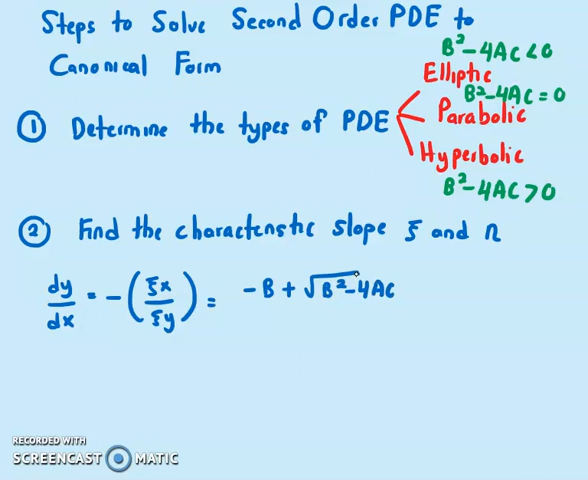 Steps to Solve Second Order PDE to
Canonical Form
B² - 4AC < 0
Elliptic
B² - 4AC = 0
① Determine the types of PDE
Parabolic
Hyperbolic
B² - 4AC > 0
② Find the characteristic slope ξ and η
dy/dx = - (ξx/ξy) = -B + √B² - 4AC
RECORDED WITH
SCREENCAST MATIC